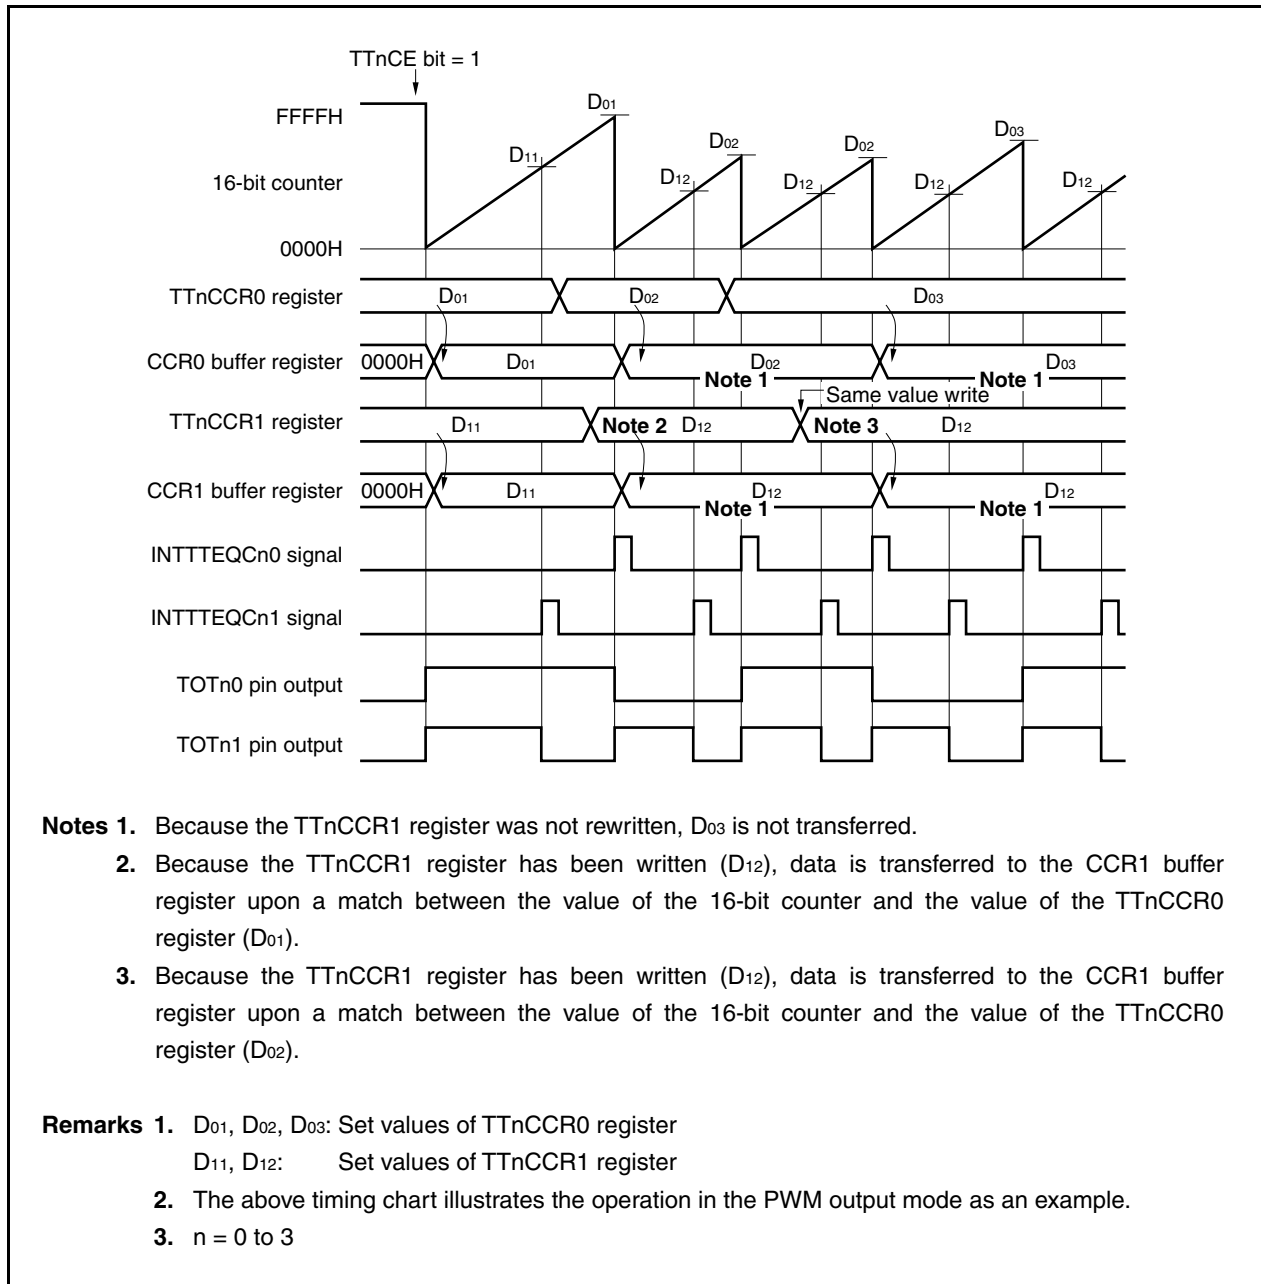 TTnCE bit = 1
FFFFH
D01
D03
D02
D02
D11
D12
D12
D12
D12
16-bit counter
0000H
TTnCCR0 register
D01
D02
D03
CCR0 buffer register
0000H
D01
D02
D03
Note 1
Note 1
Same value write
TTnCCR1 register
D11
Note 2
D12
Note 3
D12
CCR1 buffer register
0000H
D11
D12
D12
Note 1
Note 1
INTTTEQCn0 signal
INTTTEQCn1 signal
TOTn0 pin output
TOTn1 pin output
Notes 1. Because the TTnCCR1 register was not rewritten, D03 is not transferred.
2. Because the TTnCCR1 register has been written (D12), data is transferred to the CCR1 buffer
register upon a match between the value of the 16-bit counter and the value of the TTnCCR0
register (D01).
3. Because the TTnCCR1 register has been written (D12), data is transferred to the CCR1 buffer
register upon a match between the value of the 16-bit counter and the value of the TTnCCR0
register (D02).
Remarks 1. D01, D02, D03: Set values of TTnCCR0 register
D11, D12: Set values of TTnCCR1 register
2. The above timing chart illustrates the operation in the PWM output mode as an example.
3. n = 0 to 3